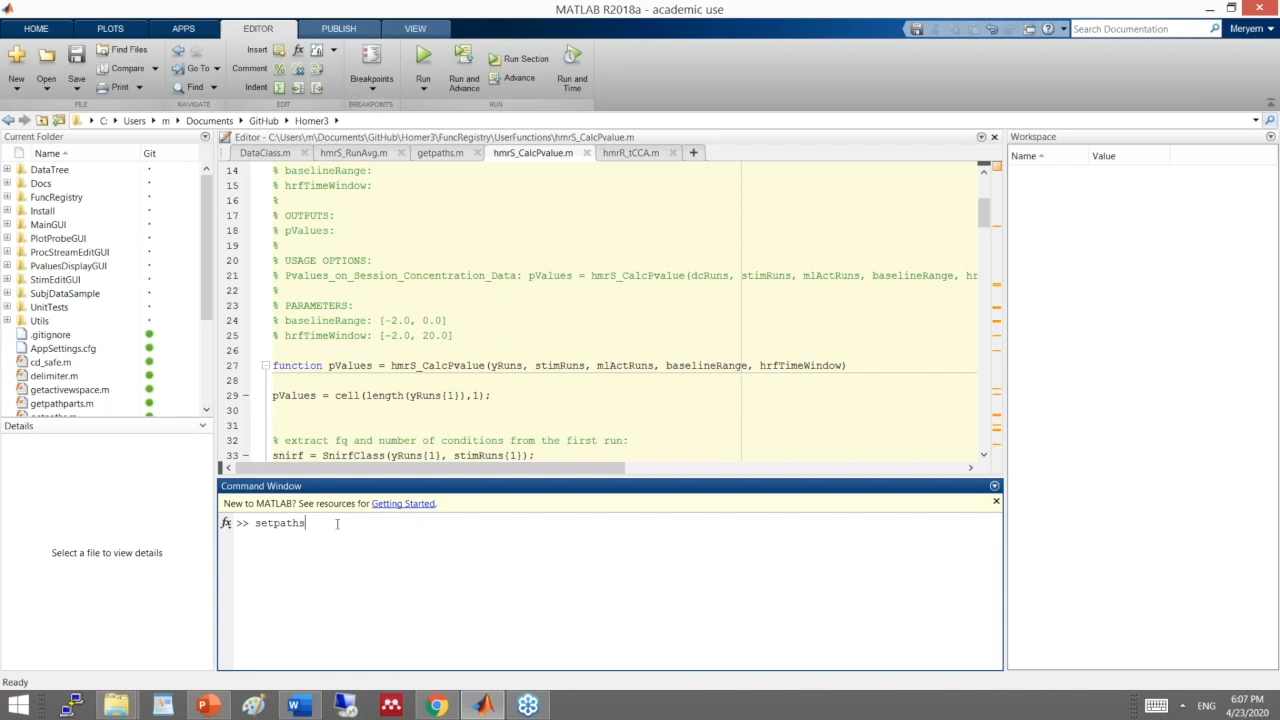 MATLAB R2018a - academic use
HOME PLOTS APPS EDITOR PUBLISH VIEW
Search Documentation
Meryem
New
Open
Save
Find Files
Compare
Print
FILE
Go To
Find
NAVIGATE
Insert
Comment
Indent
EDIT
Breakpoints
BREAKPOINTS
Run
Run and Advance
Run Section
Advance
Run and Time
RUN
C: Users m Documents GitHub Homer3
Current Folder
Name Git
DataTree
Docs
FuncRegistry
Install
MainGUI
PlotProbeGUI
ProcStreamEditGUI
PvaluesDisplayGUI
StimEditGUI
SubjDataSample
UnitTests
Utils
.gitignore
AppSettings.cfg
cd_safe.m
delimiter.m
getactivewspace.m
getpathparts.m
Details
Select a file to view details
Editor - C:\Users\m\Documents\GitHub\Homer3\FuncRegistry\UserFunctions\hmrS_CalcPvalue.m
DataClass.m hmrS_RunAvg.m getpaths.m hmrS_CalcPvalue.m hmrR_tCCA.m
14 % baselineRange:
15 % hrfTimeWindow:
16 %
17 % OUTPUTS:
18 % pValues:
19 %
20 % USAGE OPTIONS:
21 % Pvalues_on_Session_Concentration_Data: pValues = hmrS_CalcPvalue(dcRuns, stimRuns, mlActRuns, baselineRange, hr
22 %
23 % PARAMETERS:
24 % baselineRange: [-2.0, 0.0]
25 % hrfTimeWindow: [-2.0, 20.0]
26
27 function pValues = hmrS_CalcPvalue(yRuns, stimRuns, mlActRuns, baselineRange, hrfTimeWindow)
28
29 pValues = cell(length(yRuns{1}),1);
30
31
32 % extract fq and number of conditions from the first run:
33 snirf = SnirfClass(yRuns{1}, stimRuns{1});
Command Window
New to MATLAB? See resources for Getting Started.
fx >> setpaths
Workspace
Name Value
Ready
ENG
6:07 PM
4/23/2020